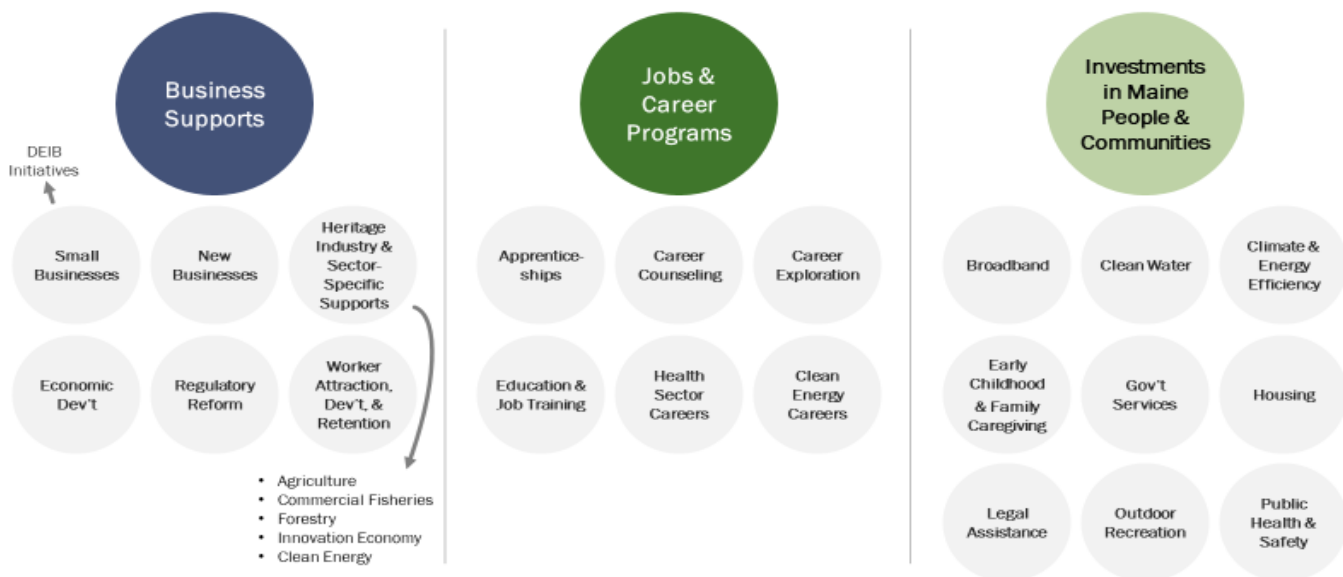 Business
Supports
DEIB
Initiatives
Small
Businesses
New
Businesses
Heritage
Industry &
Sector-
Specific
Supports
Economic
Dev't
Regulatory
Reform
Worker
Attraction,
Dev't, &
Retention
• Agriculture
• Commercial Fisheries
• Forestry
• Innovation Economy
• Clean Energy
Jobs &
Career
Programs
Apprentice-
ships
Career
Counseling
Career
Exploration
Education &
Job Training
Health
Sector
Careers
Clean
Energy
Careers
Investments
in Maine
People &
Communities
Broadband
Clean Water
Climate &
Energy
Efficiency
Early
Childhood
& Family
Caregiving
Gov't
Services
Housing
Legal
Assistance
Outdoor
Recreation
Public
Health &
Safety